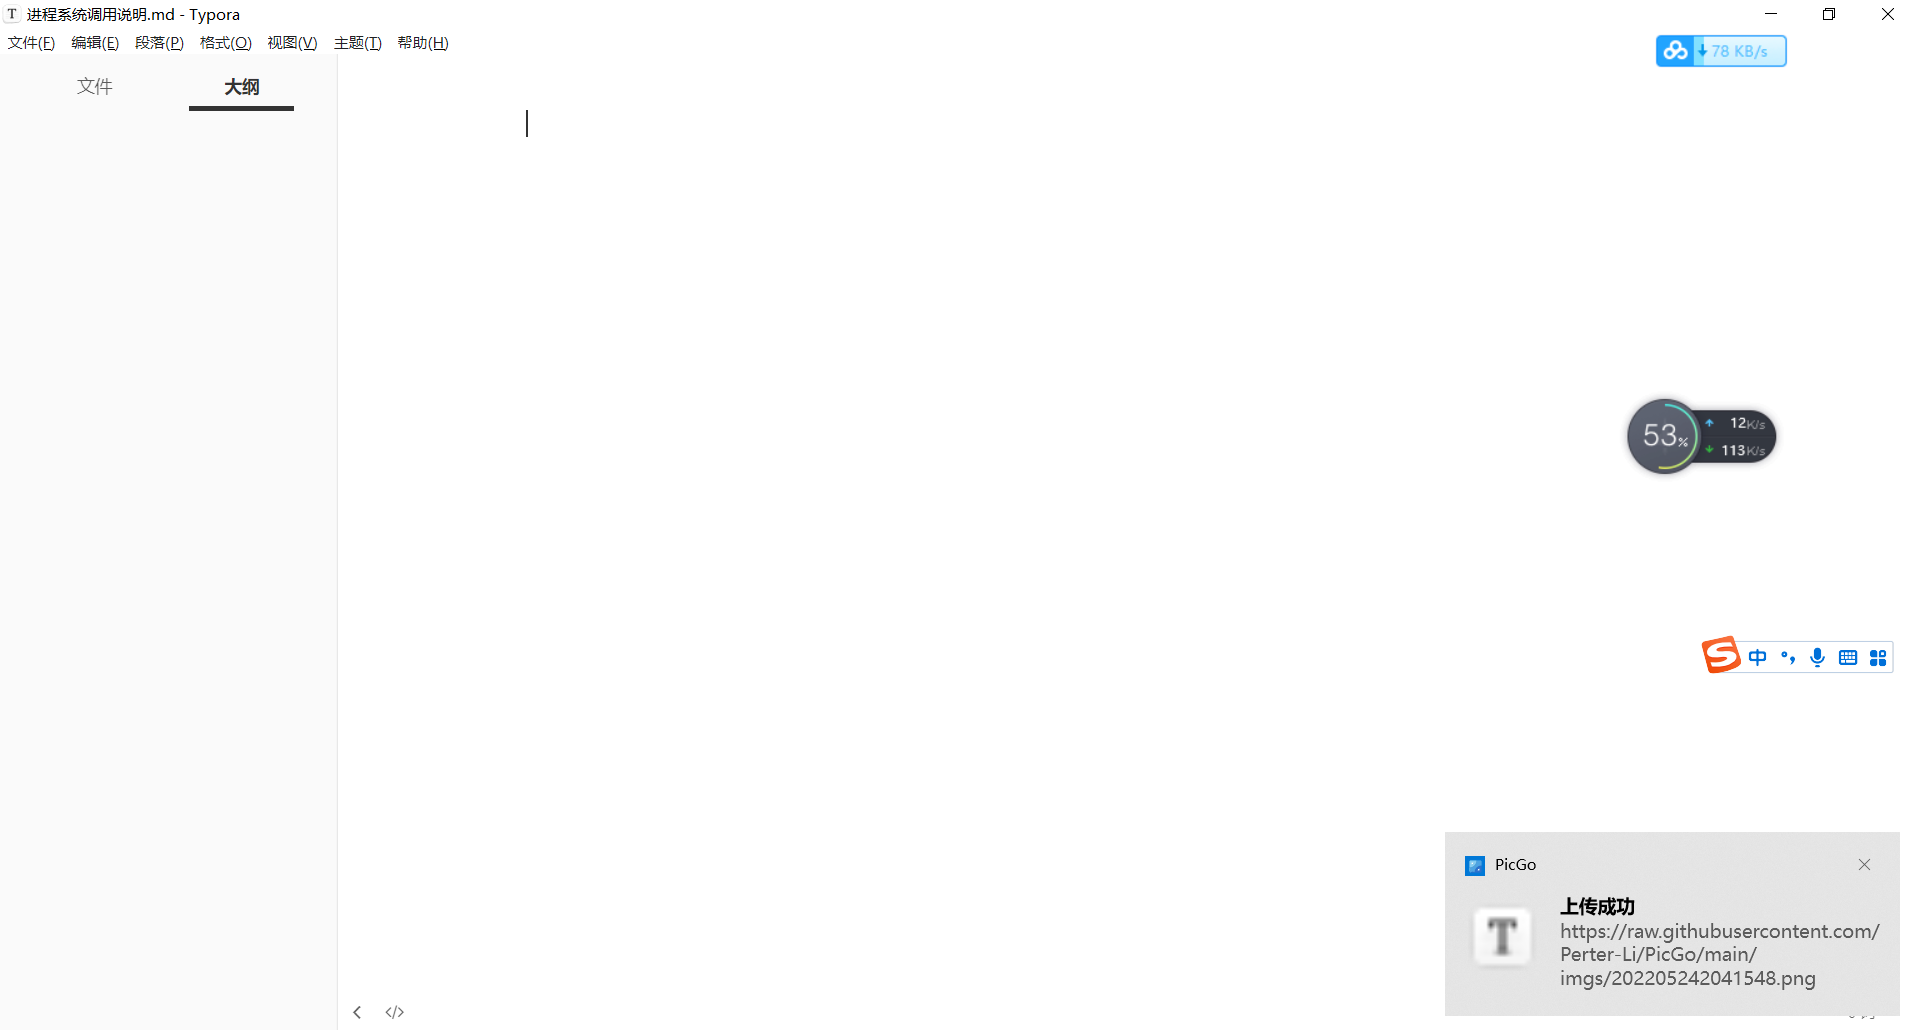 T 进程系统调用说明.md - Typora
文件(F) 编辑(E) 段落(P) 格式(O) 视图(V) 主题(T) 帮助(H)
78 KB/s
文件 大纲
53% 12K/s
113K/s
S 中
PicGo
上传成功
T https://raw.githubusercontent.com/
Perter-Li/PicGo/main/
imgs/202205242041548.png